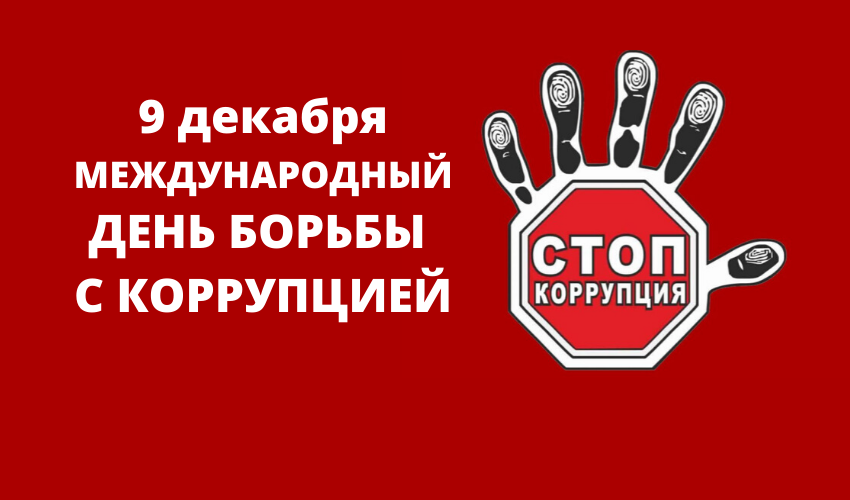 9 декабря
МЕЖДУНАРОДНЫЙ
ДЕНЬ БОРЬБЫ
С КОРРУПЦИЕЙ
СТОП
КОРРУПЦИЯ